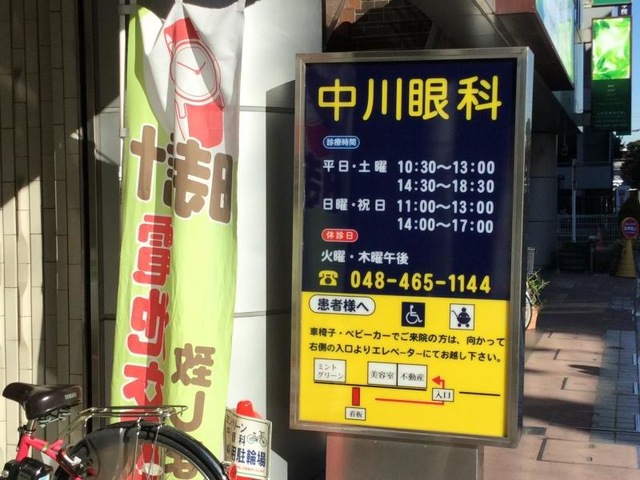 中川眼科
診療時間
平日・土曜 10:30〜13:00
14:30〜18:30
日曜・祝日 11:00〜13:00
14:00〜17:00
休診日
火曜・木曜午後
☎ 048-465-1144
患者様へ
車椅子・ベビーカーでご来院の方は、向かって
右側の入口よりエレベーターにてお越し下さい。
ミント
グリーン
美容室 不動産
入口
看板
時計
電池交
駐輪場